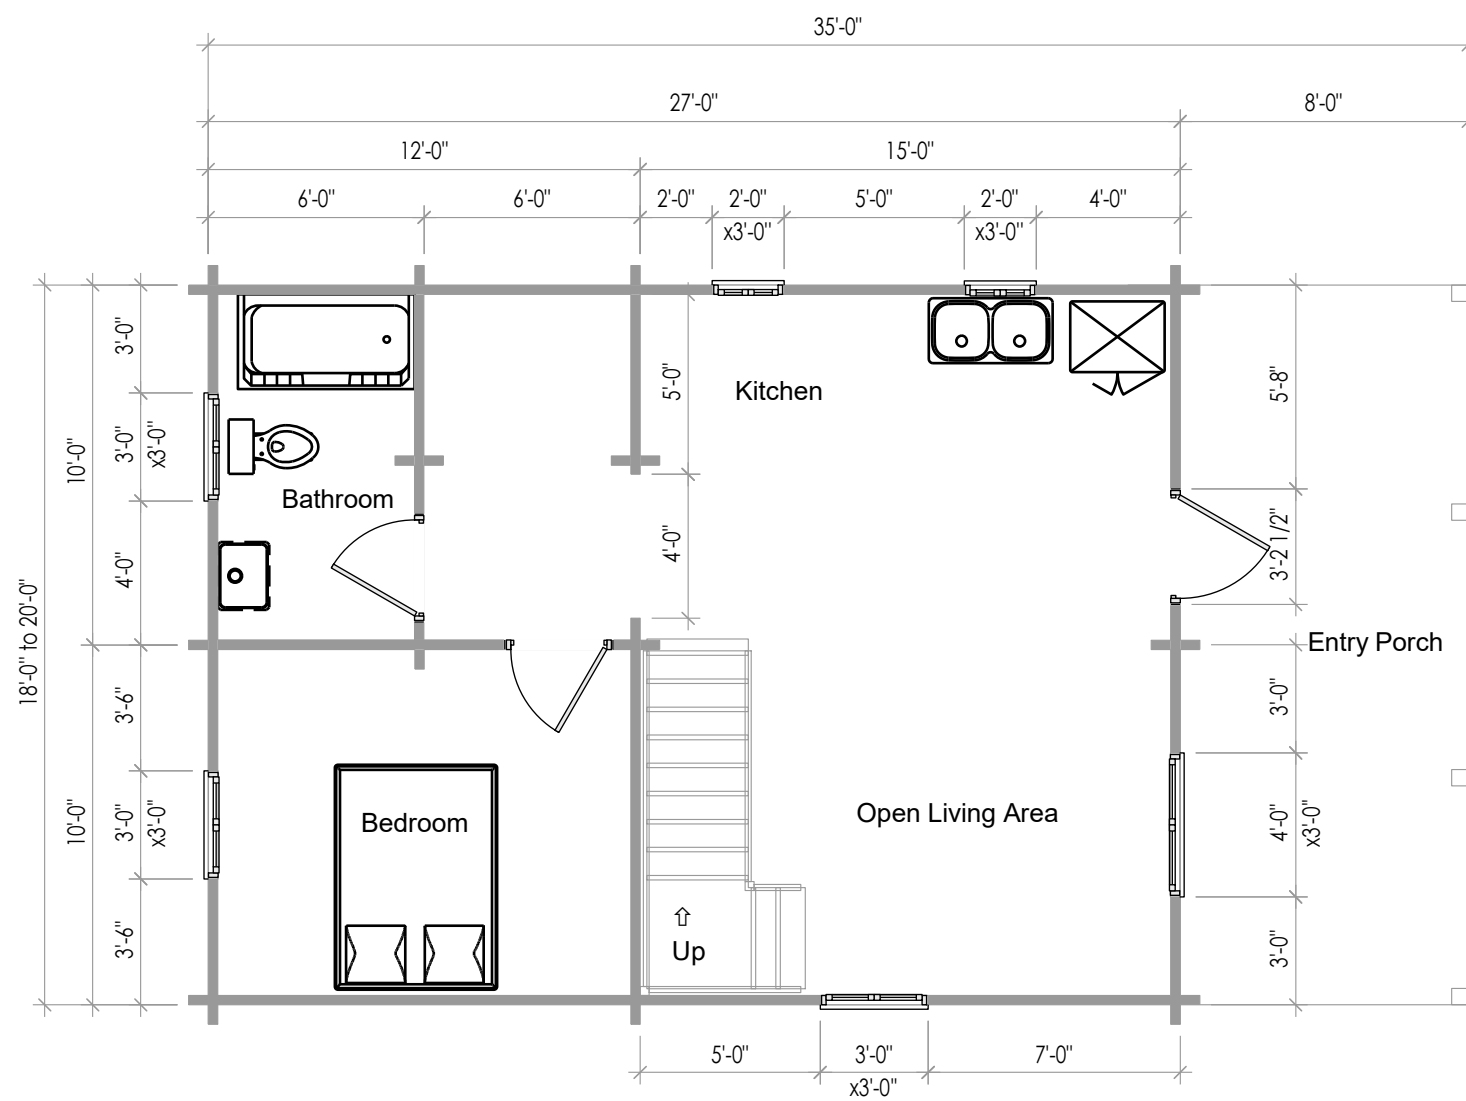 35'-0"
27'-0"
8'-0"
12'-0"
15'-0"
6'-0"
6'-0"
2'-0"
2'-0"
5'-0"
2'-0"
4'-0"
x3'-0"
x3'-0"
3'-0"
5'-0"
5'-8"
Kitchen
10'-0"
3'-0"
x3'-0"
Bathroom
4'-0"
4'-0"
3'-2 1/2"
18'-0" to 20'-0"
Entry Porch
3'-6"
3'-0"
10'-0"
3'-0"
x3'-0"
Bedroom
Open Living Area
4'-0"
x3'-0"
3'-6"
Up
3'-0"
5'-0"
3'-0"
7'-0"
x3'-0"